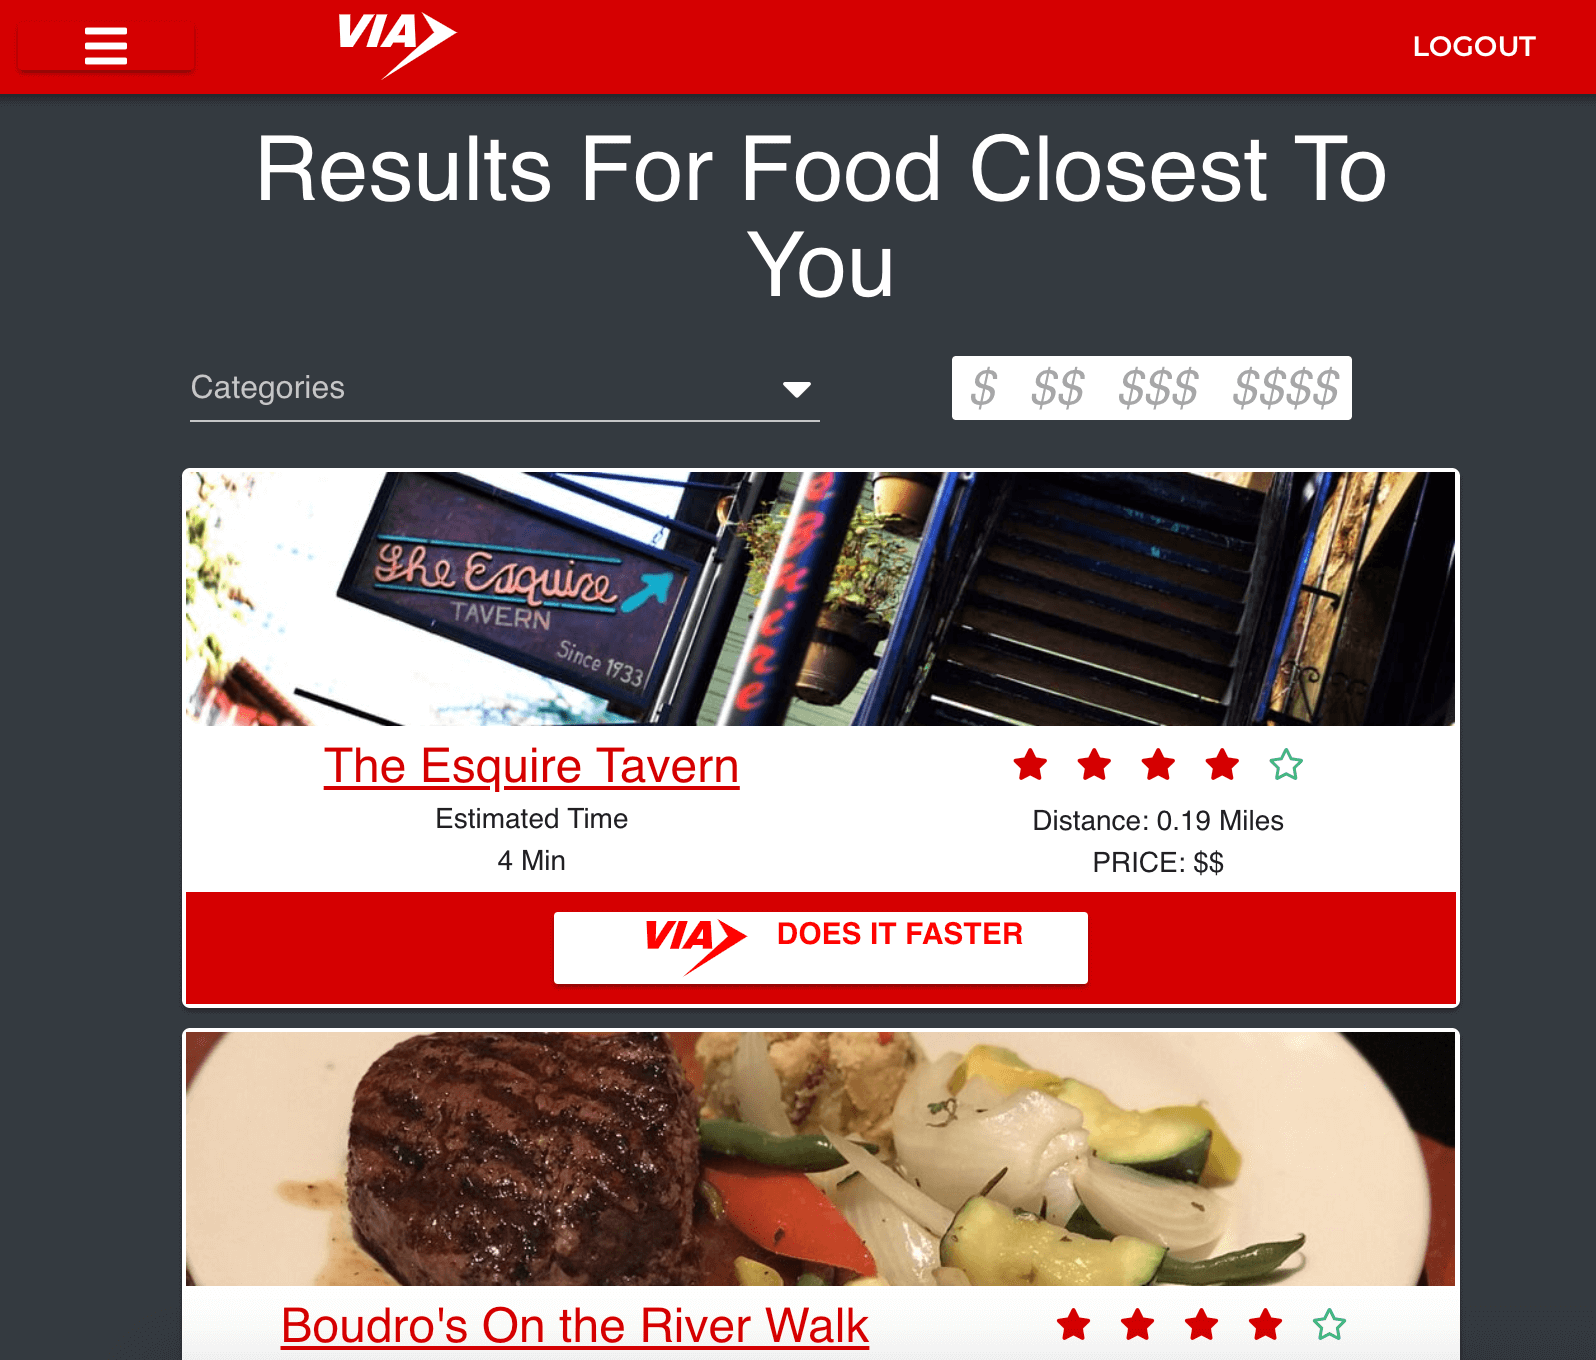 VIA
LOGOUT
Results For Food Closest To
You
Categories
$ $$ $$$ $$$$
The Esquire
TAVERN
Since 1933
Esquire
The Esquire Tavern
Estimated Time
4 Min
Distance: 0.19 Miles
PRICE: $$
VIA DOES IT FASTER
Boudro's On the River Walk